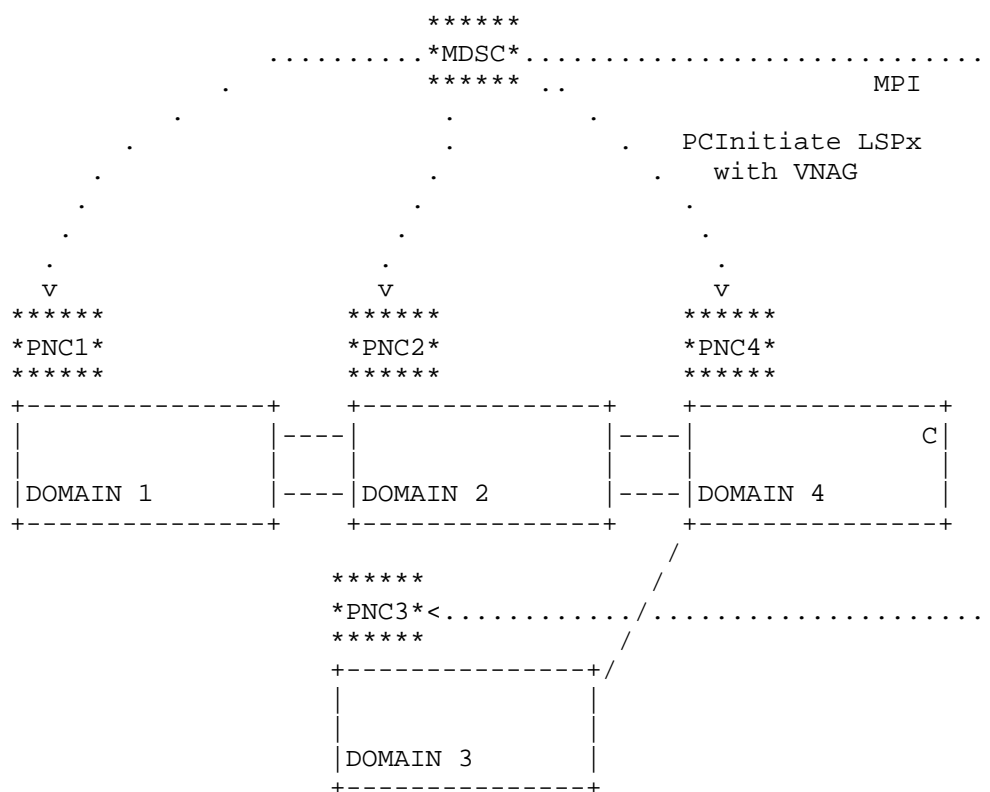 *MDSC*
MPI
PCInitiate LSPx
with VNAG
*PNC1* *PNC2* *PNC4*
C
DOMAIN 1 DOMAIN 2 DOMAIN 4
*PNC3*
DOMAIN 3